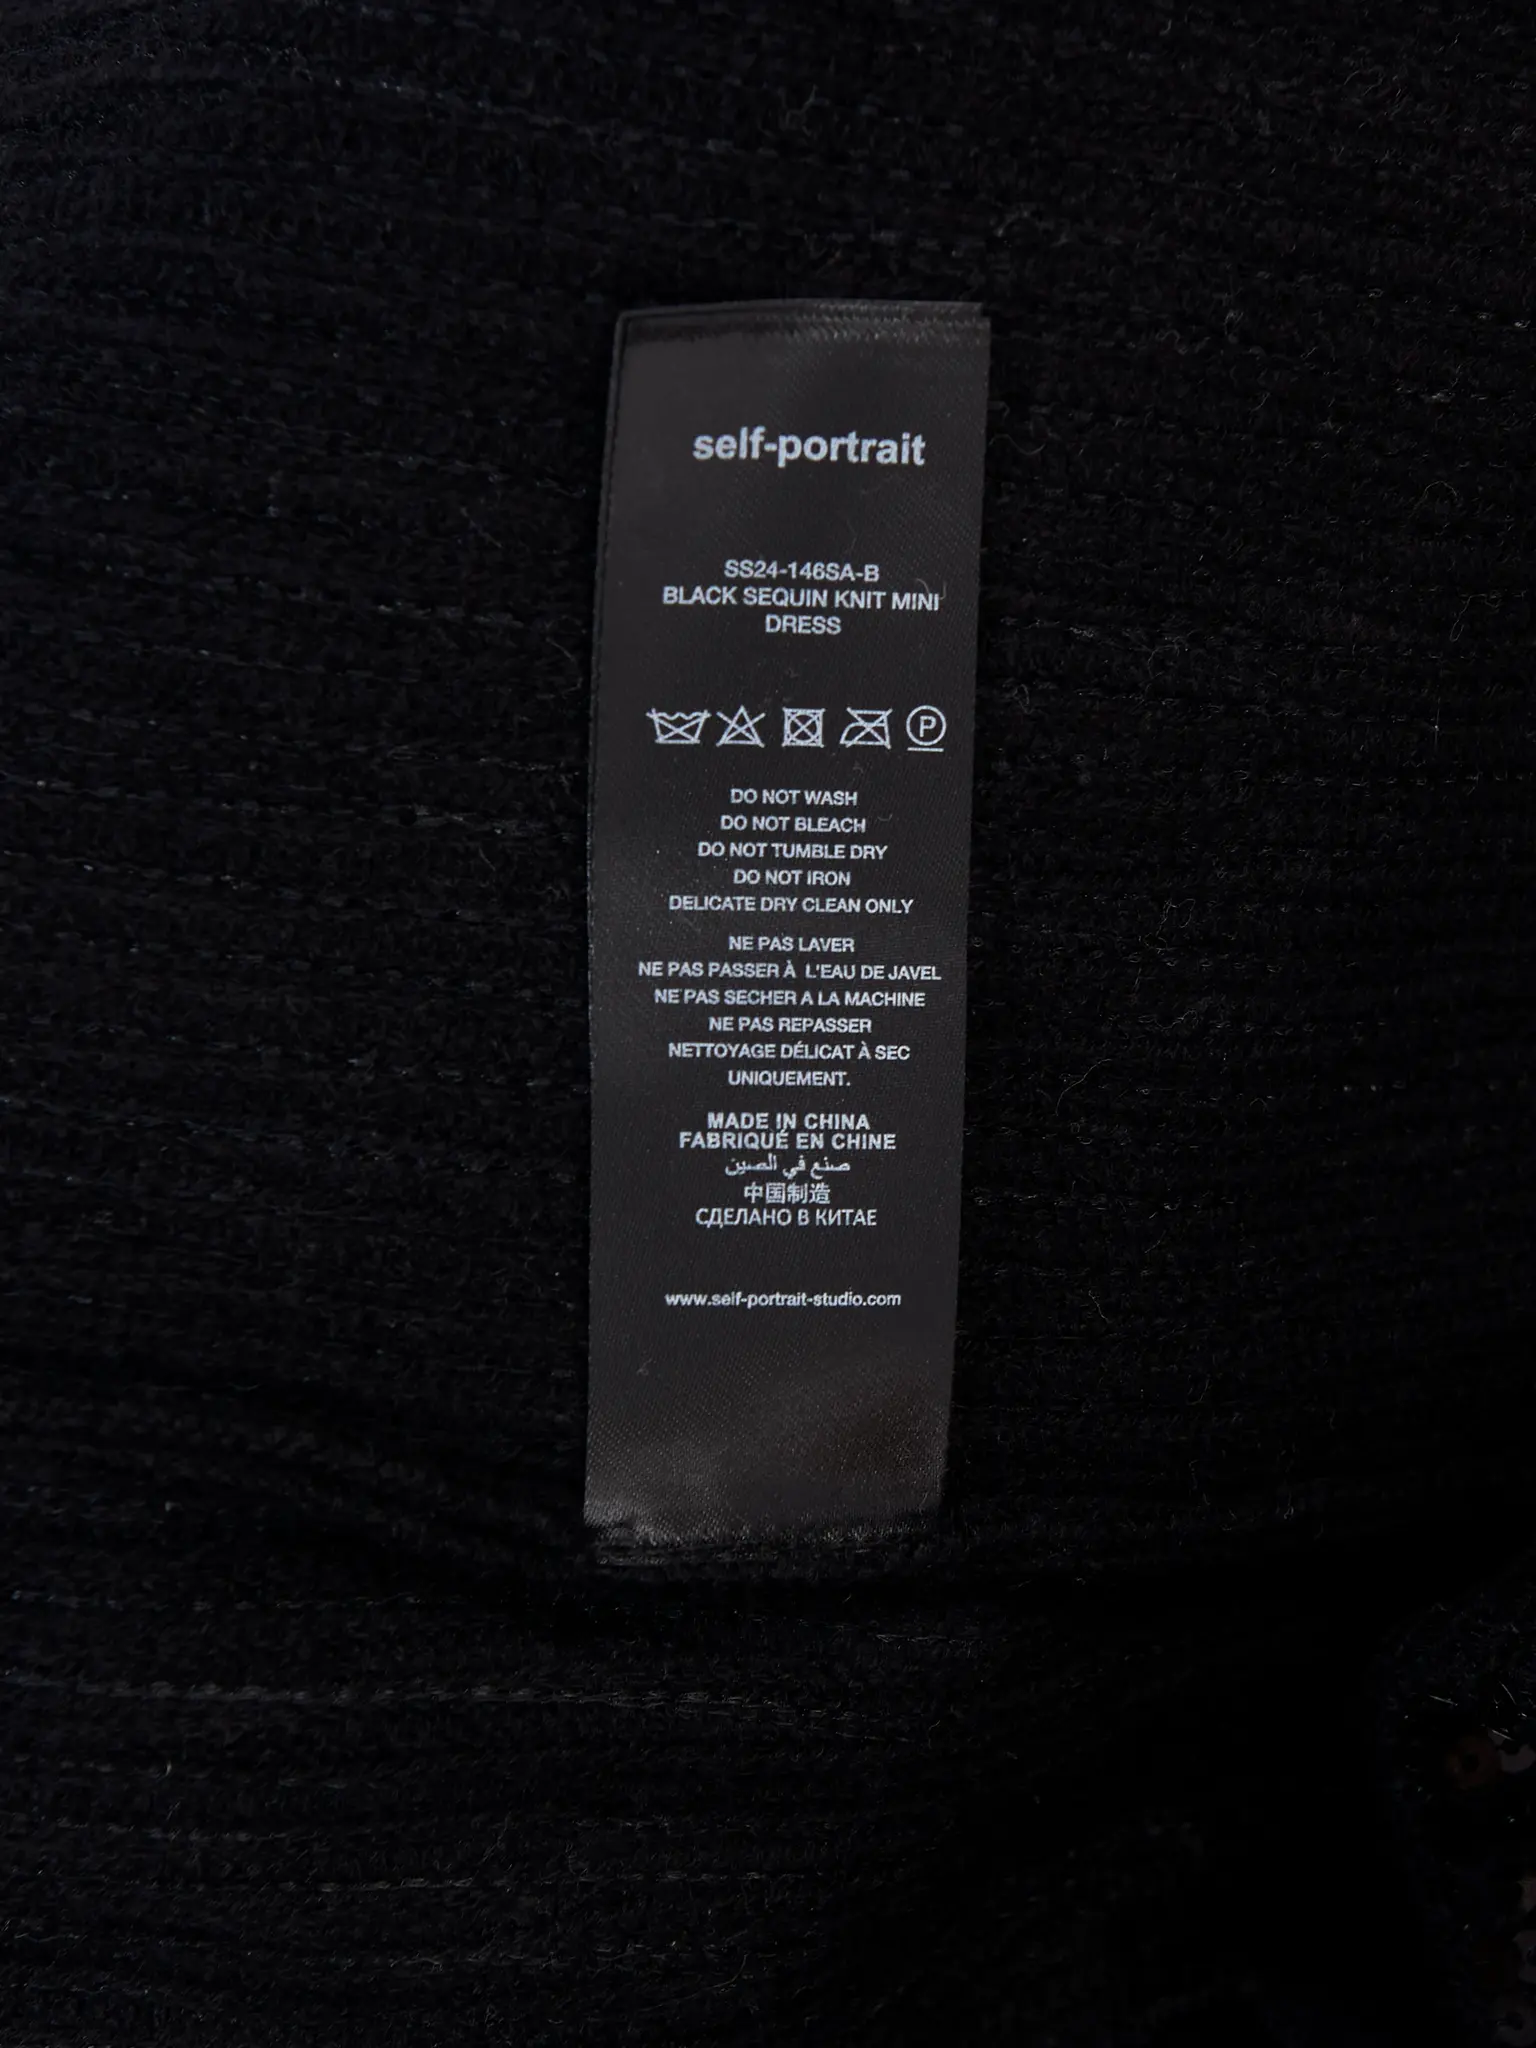 self-portrait
SS24-146SA-B
BLACK SEQUIN KNIT MINI
DRESS
P
DO NOT WASH
DO NOT BLEACH
DO NOT TUMBLE DRY
DO NOT IRON
DELICATE DRY CLEAN ONLY
NE PAS LAVER
NE PAS PASSER À L'EAU DE JAVEL
NE PAS SECHER A LA MACHINE
NE PAS REPASSER
NETTOYAGE DÉLICAT À SEC
UNIQUEMENT.
MADE IN CHINA
FABRIQUÉ EN CHINE
صنع في الصين
中国制造
СДЕЛАНО В КИТАЕ
www.self-portrait-studio.com